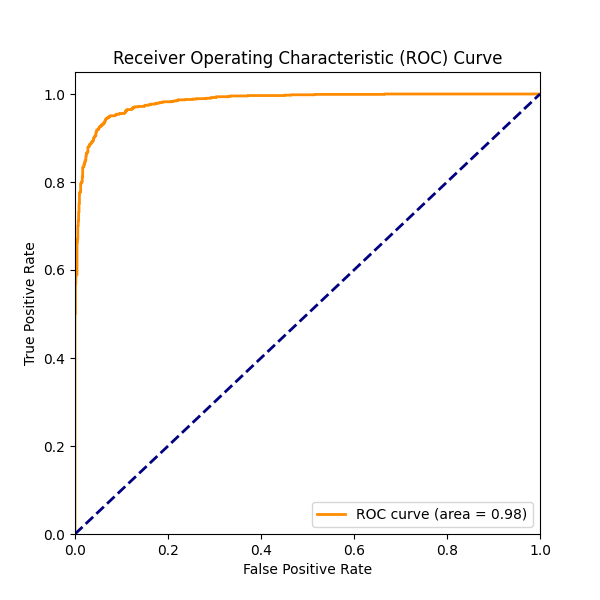 Receiver Operating Characteristic (ROC) Curve
1.0
0.8
0.6
0.4
0.2
0.0
True Positive Rate
0.0 0.2 0.4 0.6 0.8 1.0
False Positive Rate
ROC curve (area = 0.98)